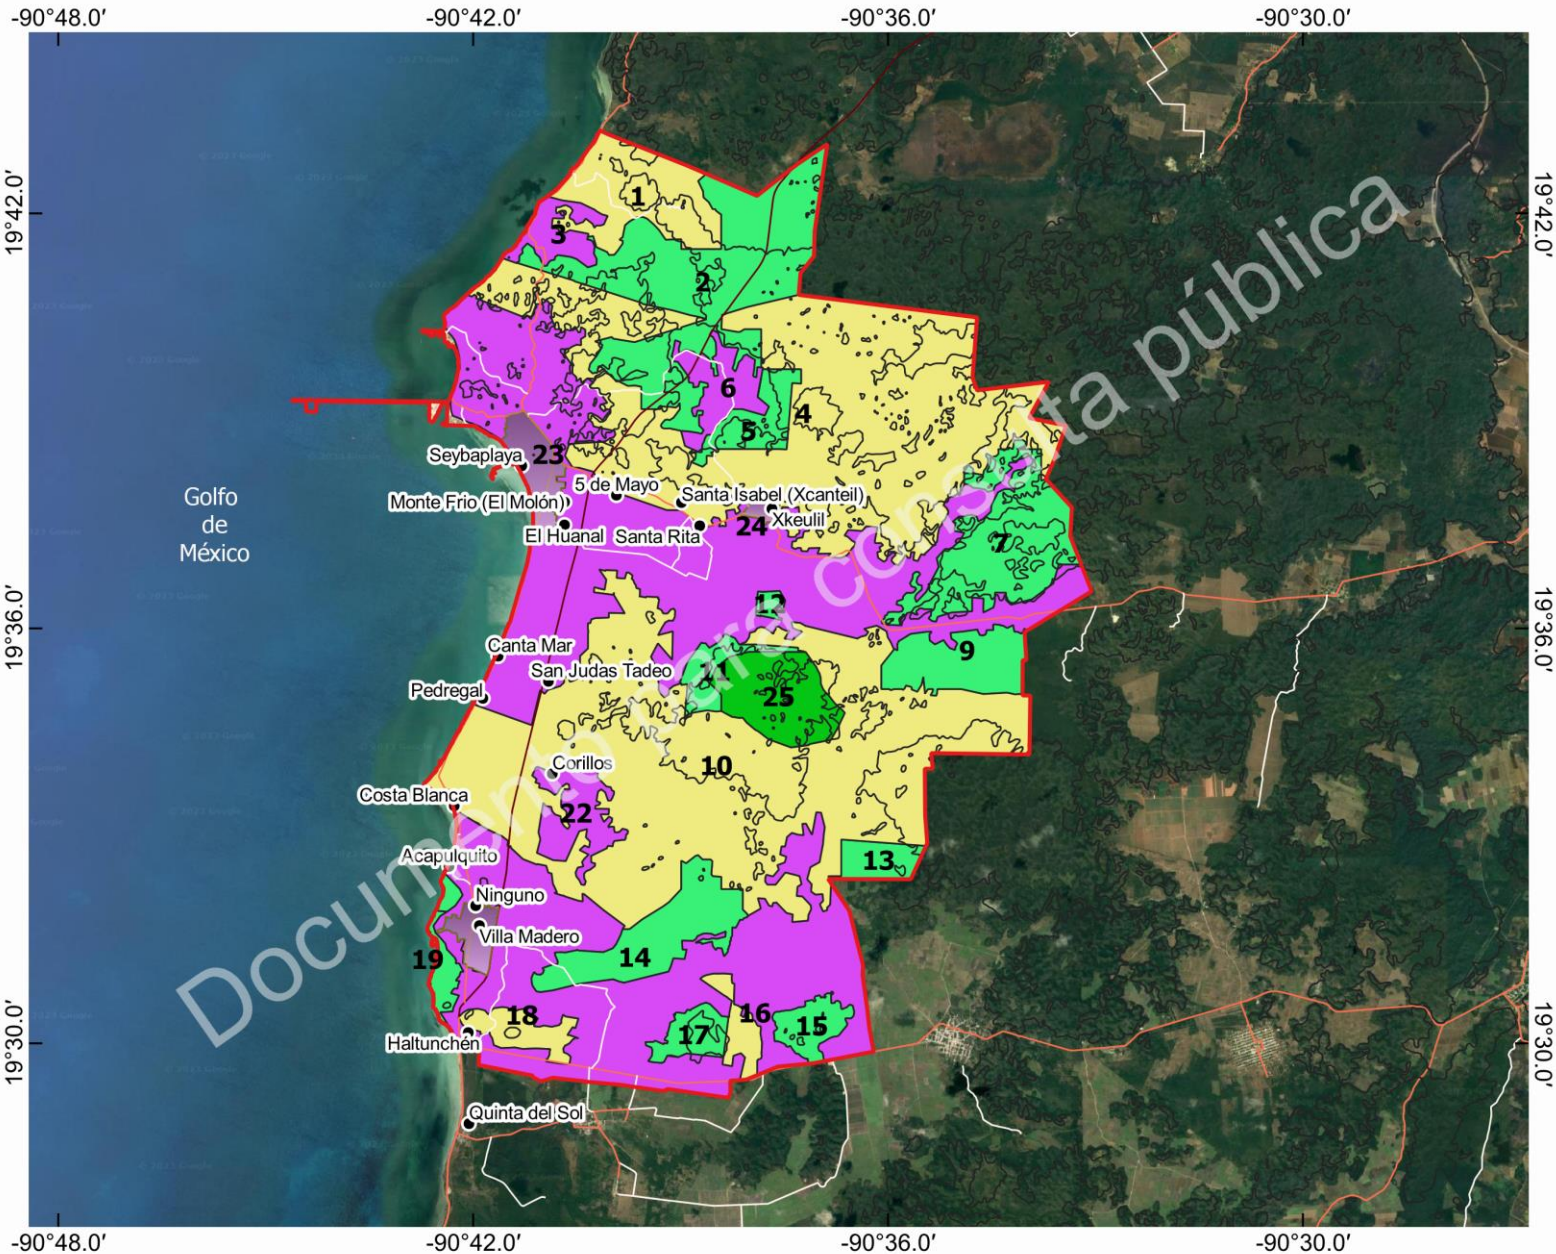 -90°48.0′
-90°42.0′
-90°36.0′
-90°30.0′
19°42.0′
19°42.0′
1
3
2
6
4
5
Seybaplaya
23
5 de Mayo
Santa Isabel (Xcanteil)
Monte Frio (El Molón)
Xkeulil
24
El Huanal
Santa Rita
Golfo
de
México
7
19°36.0′
19°36.0′
12
Canta Mar
9
San Judas Tadeo
11
Pedregal
25
Corillos
10
Costa Blanca
22
Acapulquito
13
Ninguno
Villa Madero
19
14
18
16
17
15
Haltunchén
19°30.0′
19°30.0′
Quinta del Sol
-90°48.0′
-90°42.0′
-90°36.0′
-90°30.0′
Documento para consulta pública